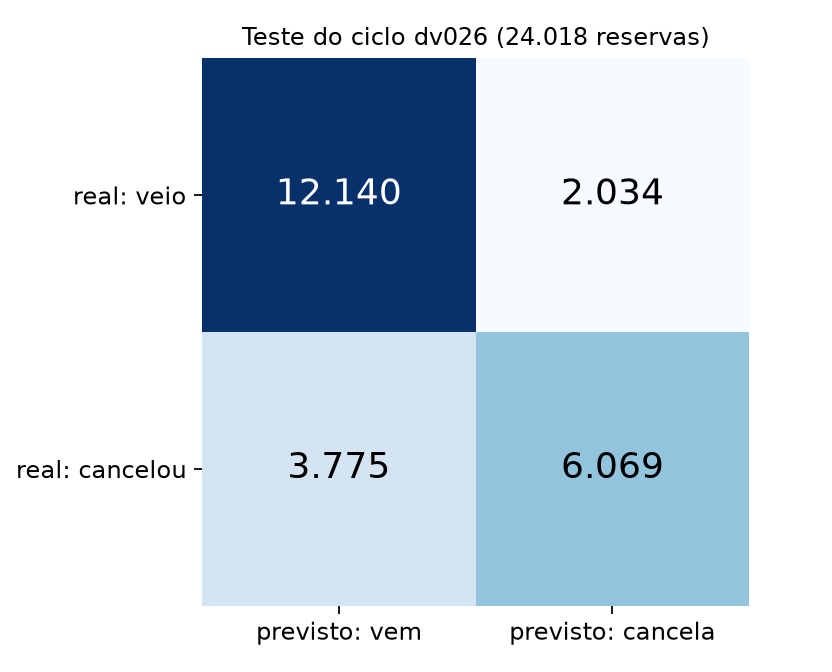 Teste do ciclo dv026 (24.018 reservas)
real: veio
12.140
2.034
real: cancelou
3.775
6.069
previsto: vem
previsto: cancela